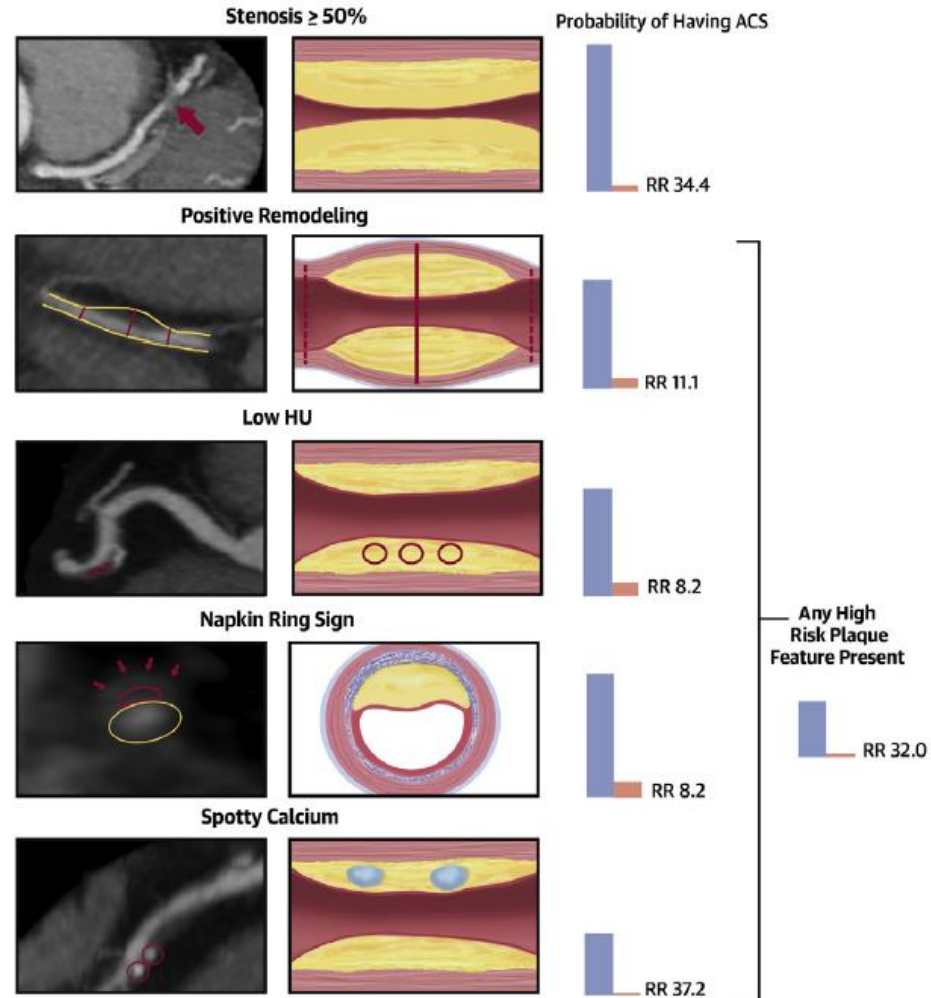 Stenosis ≥ 50%
Probability of Having ACS
RR 34.4
Positive Remodeling
RR 11.1
Low HU
RR 8.2
Napkin Ring Sign
Any High
Risk Plaque
Feature Present
RR 8.2
RR 32.0
Spotty Calcium
RR 37.2